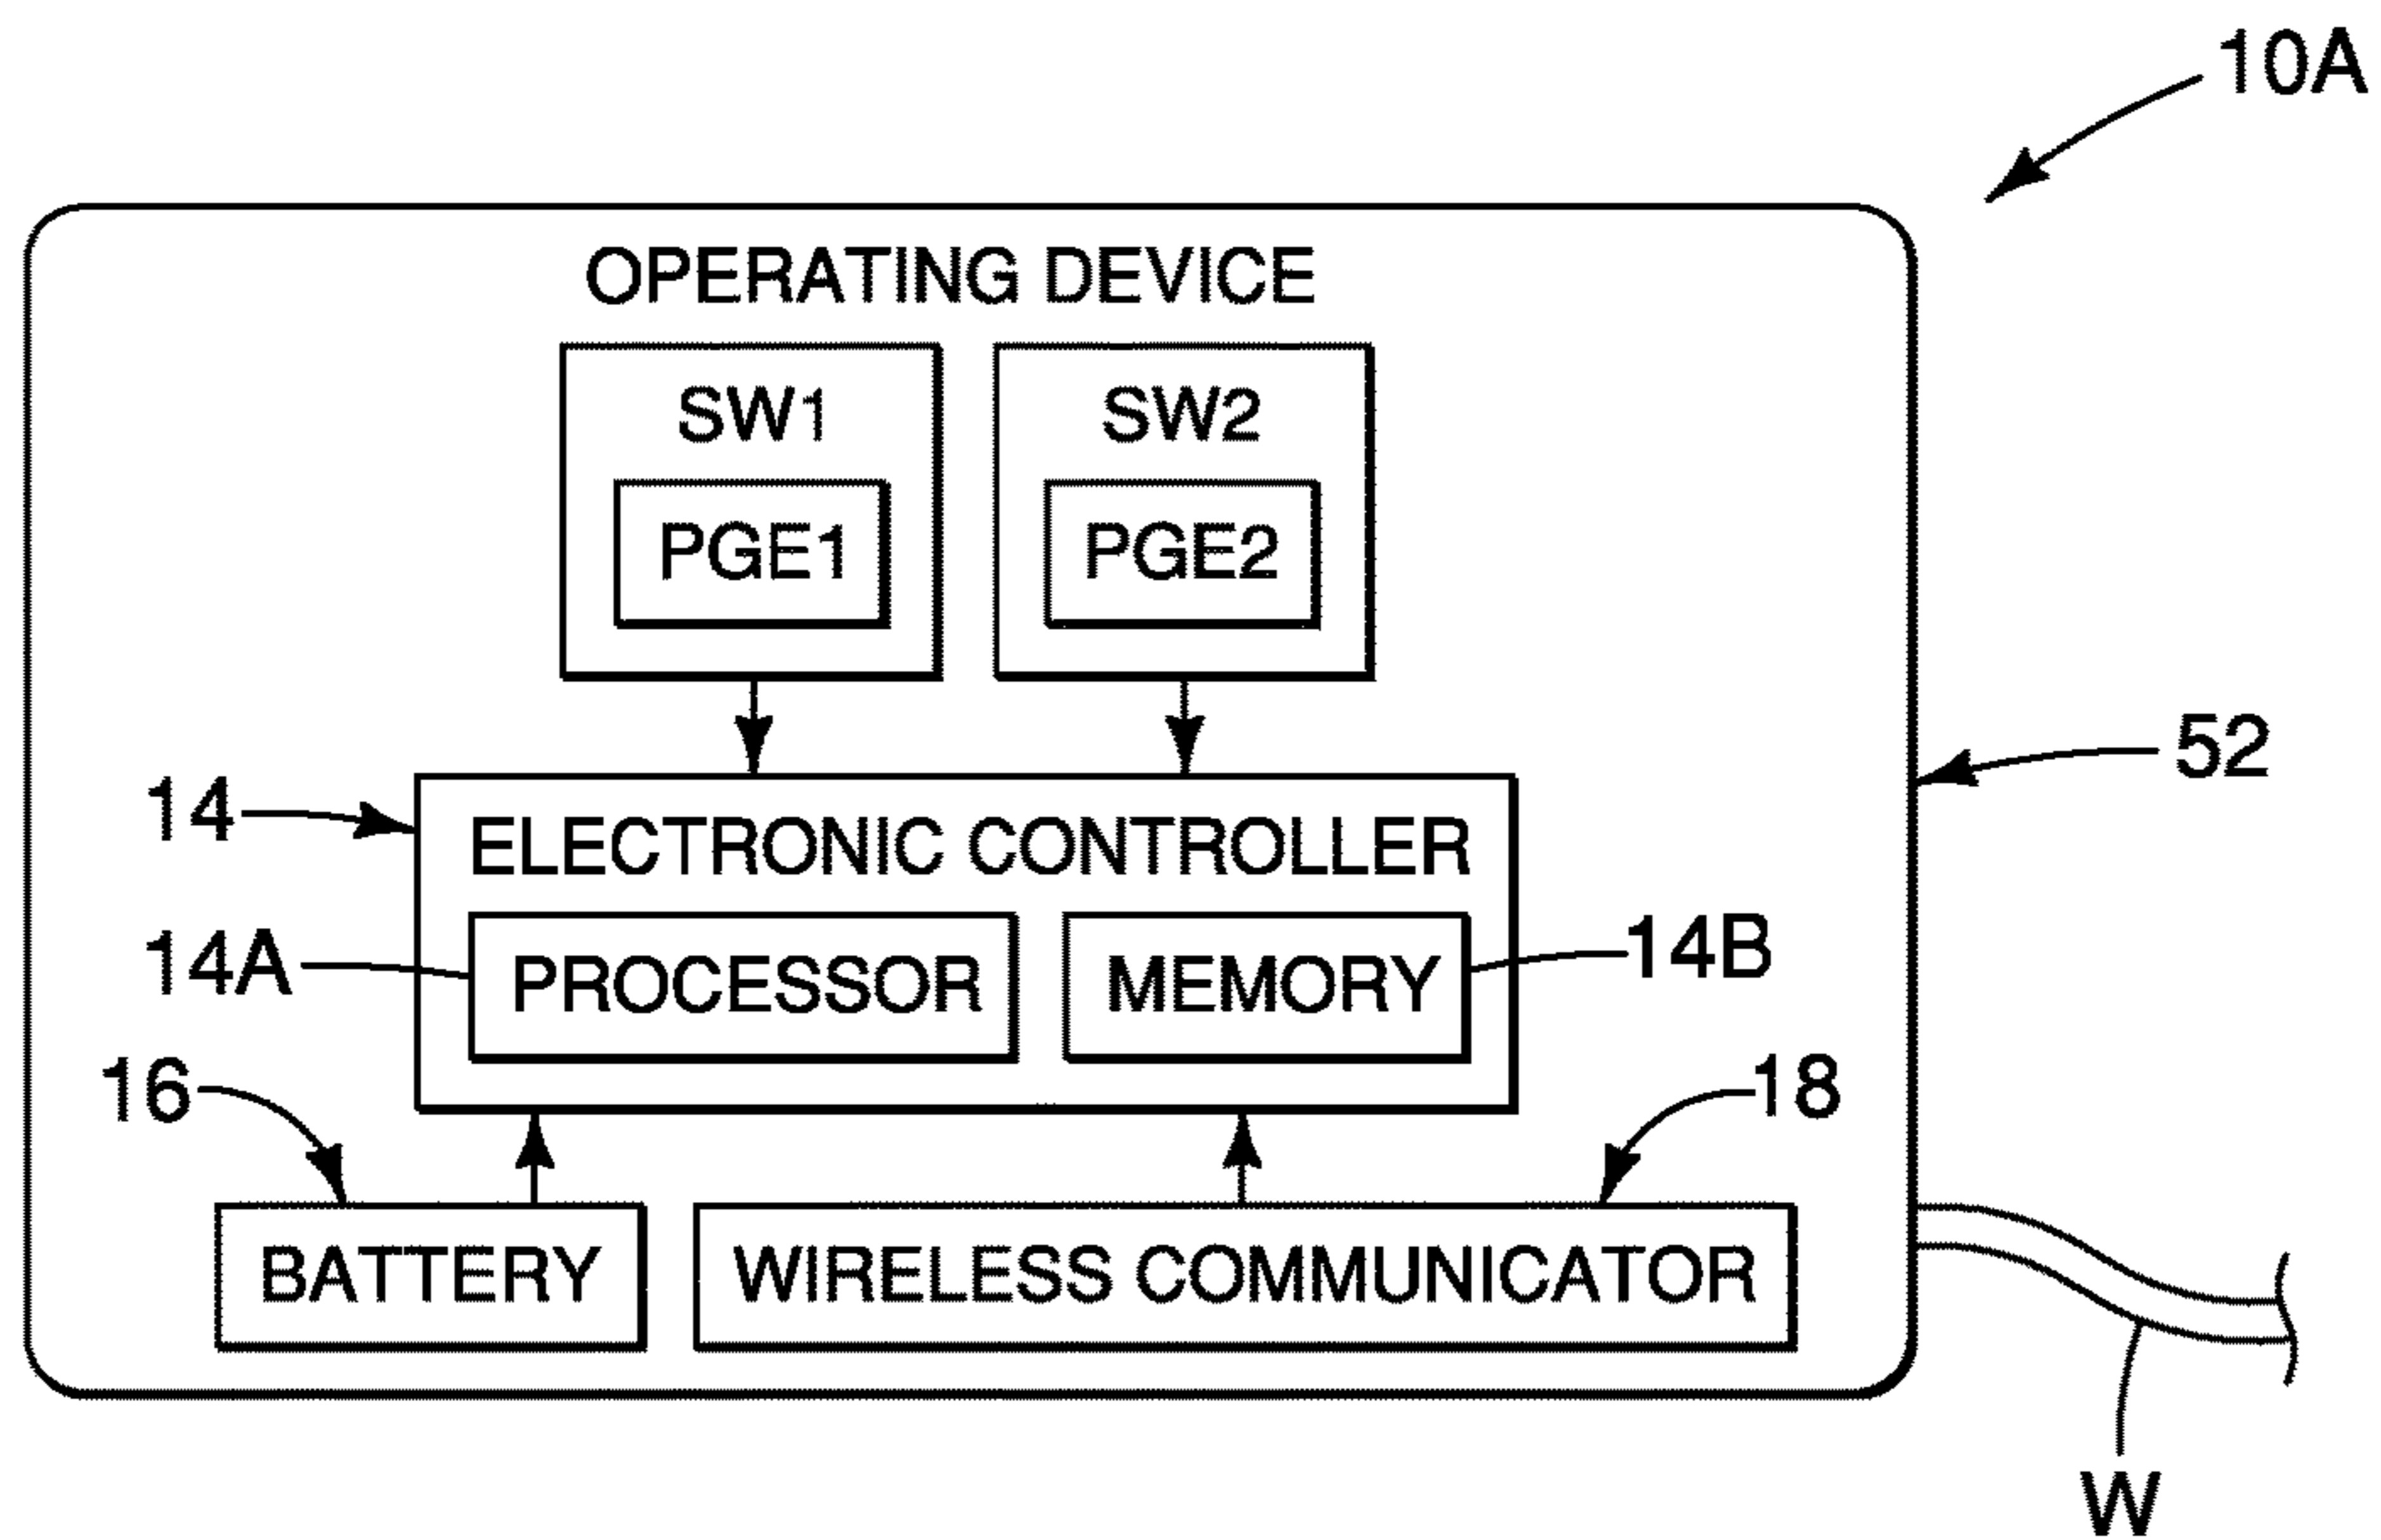 10A
OPERATING DEVICE
SW1 SW2
PGE1 PGE2
52
14
ELECTRONIC CONTROLLER
14A PROCESSOR MEMORY 14B
16 18
BATTERY WIRELESS COMMUNICATOR
W